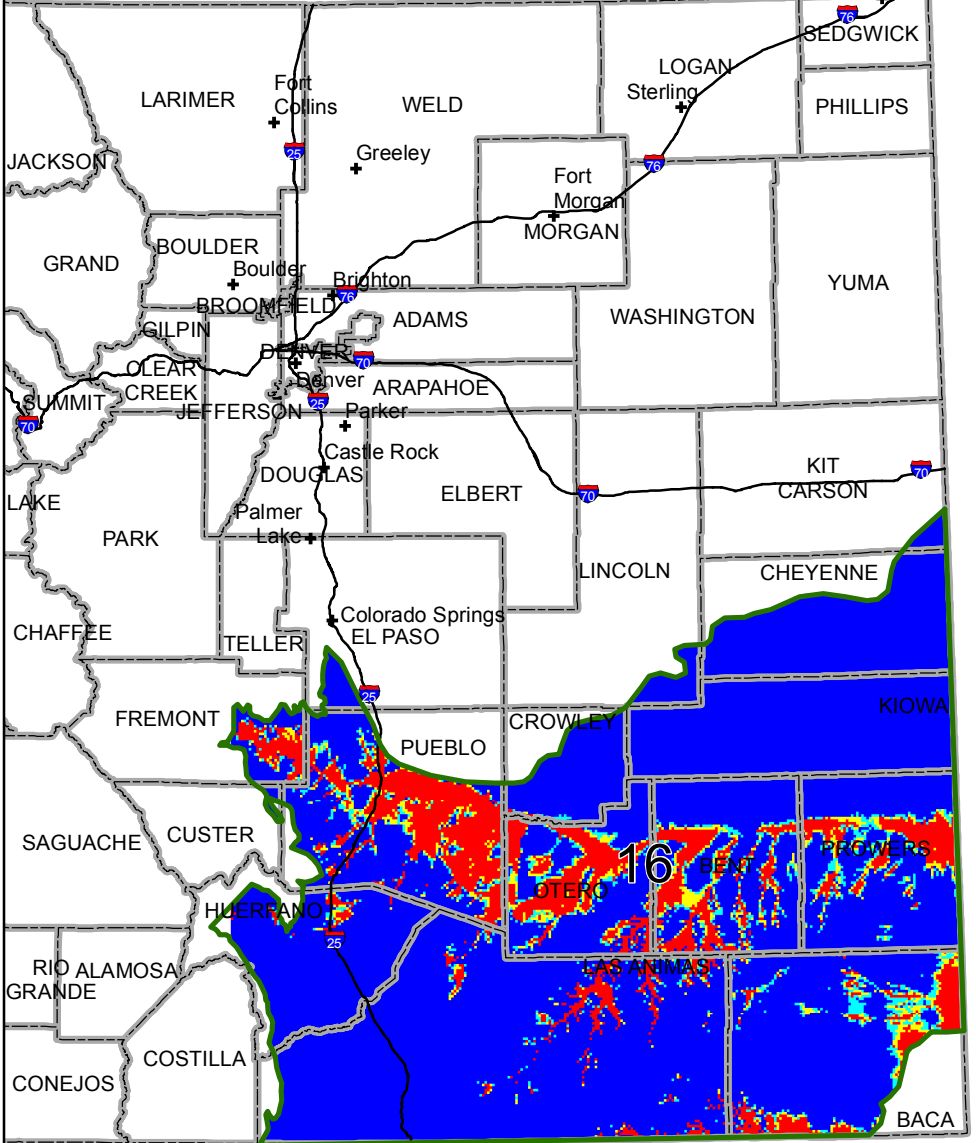 76
SEDGWICK
LOGAN
Sterling
PHILLIPS
LARIMER
Fort
Collins
WELD
25
JACKSON
Greeley
76
Fort
Morgan
MORGAN
GRAND
BOULDER
Boulder
Brighton
76
BROOMFIELD
YUMA
WASHINGTON
ADAMS
GILPIN
DENVER
70
Denver
CLEAR
CREEK
ARAPAHOE
SUMMIT
70
JEFFERSON
25
Parker
Castle Rock
DOUGLAS
KIT
CARSON
70
70
ELBERT
LAKE
Palmer
Lake
PARK
LINCOLN
CHEYENNE
Colorado Springs
EL PASO
CHAFFEE
TELLER
25
KIOWA
FREMONT
CROWLEY
PUEBLO
SAGUACHE
CUSTER
16
PROWERS
BENT
OTERO
HUERFANO
25
RIO
GRANDE
ALAMOSA
LAS ANIMAS
COSTILLA
CONEJOS
BACA